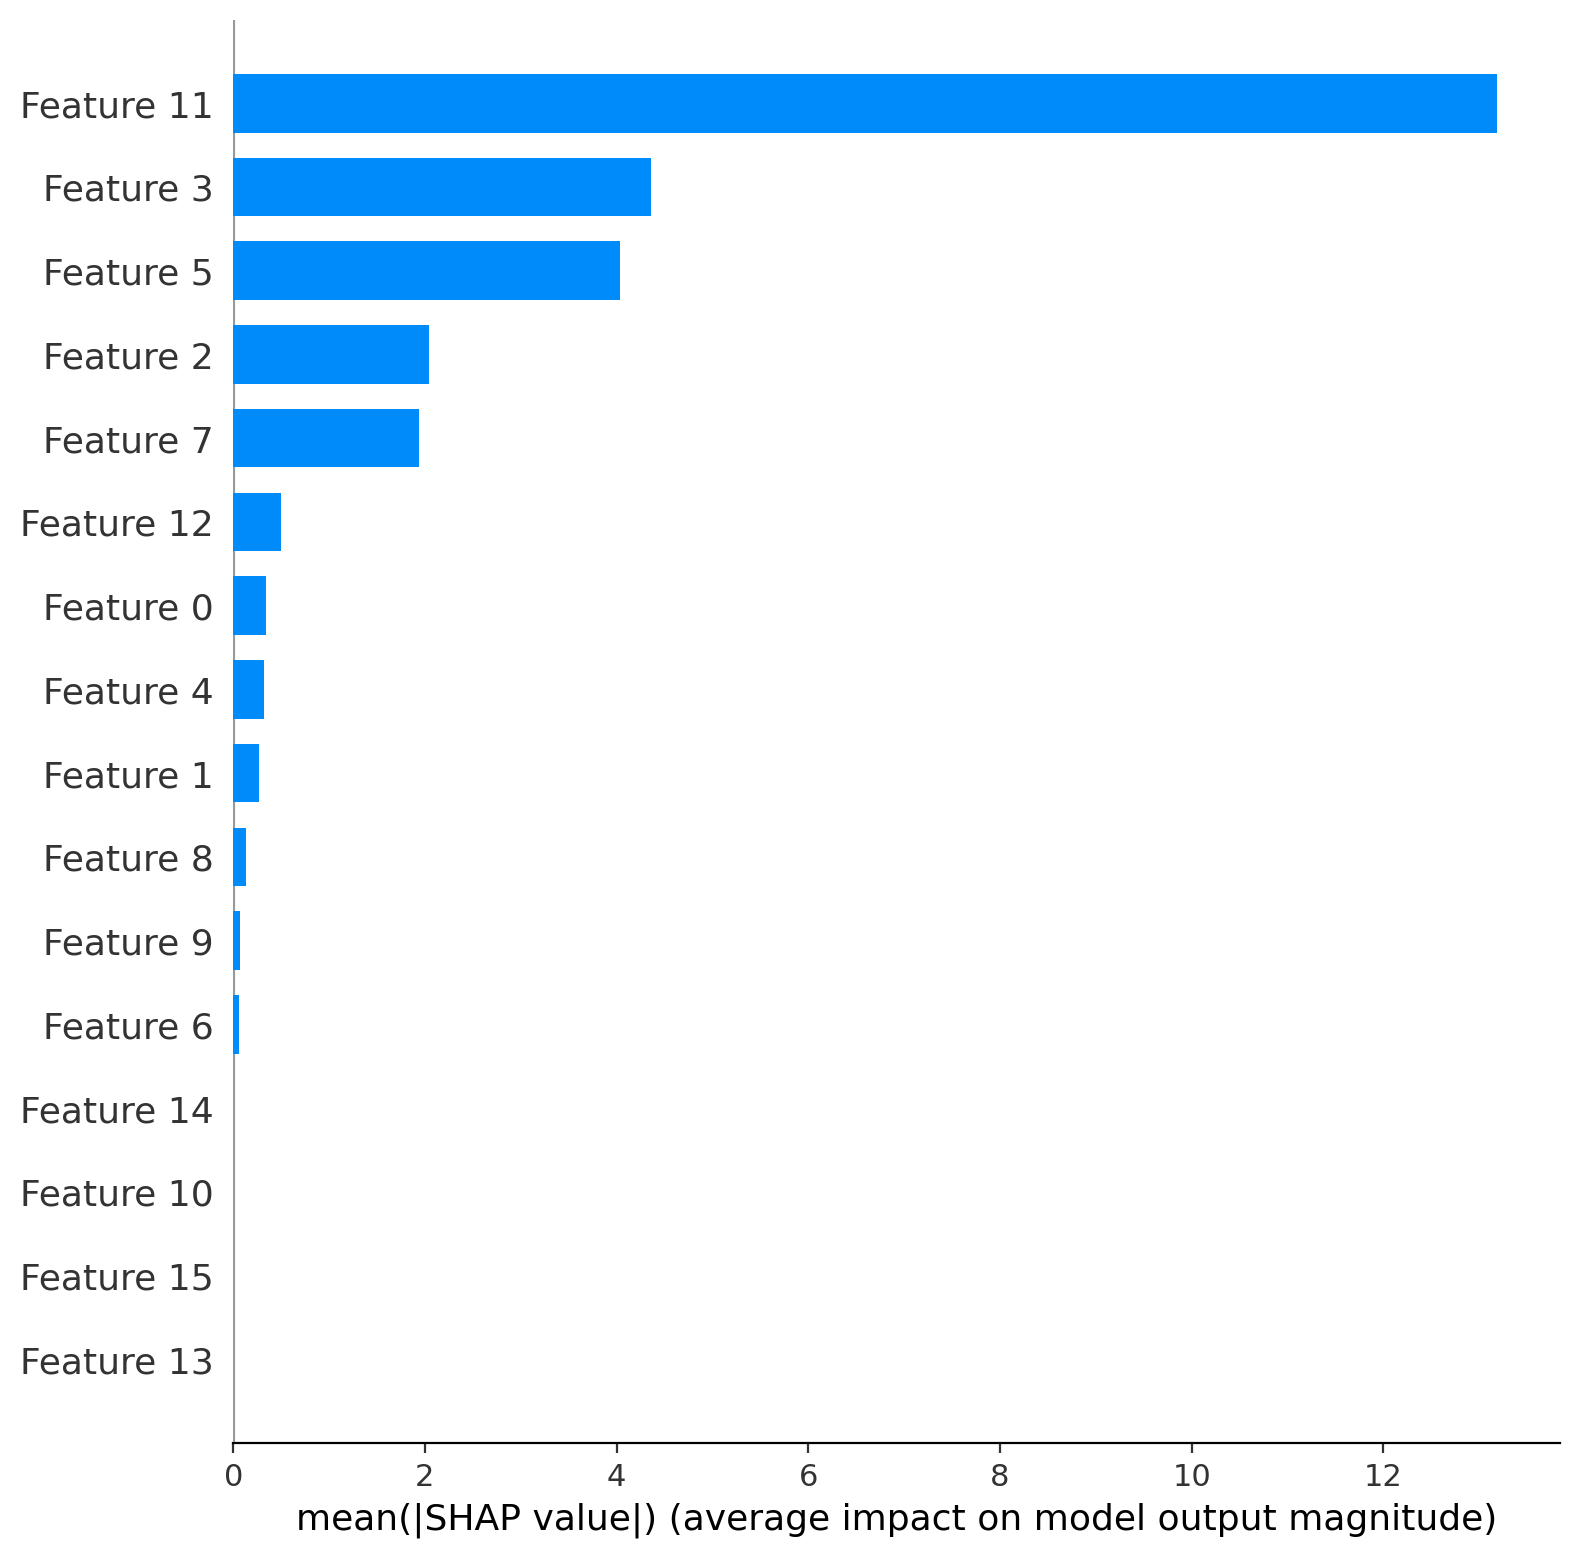 Feature 11
Feature 3
Feature 5
Feature 2
Feature 7
Feature 12
Feature 0
Feature 4
Feature 1
Feature 8
Feature 9
Feature 6
Feature 14
Feature 10
Feature 15
Feature 13
0 2 4 6 8 10 12
mean(|SHAP value|) (average impact on model output magnitude)